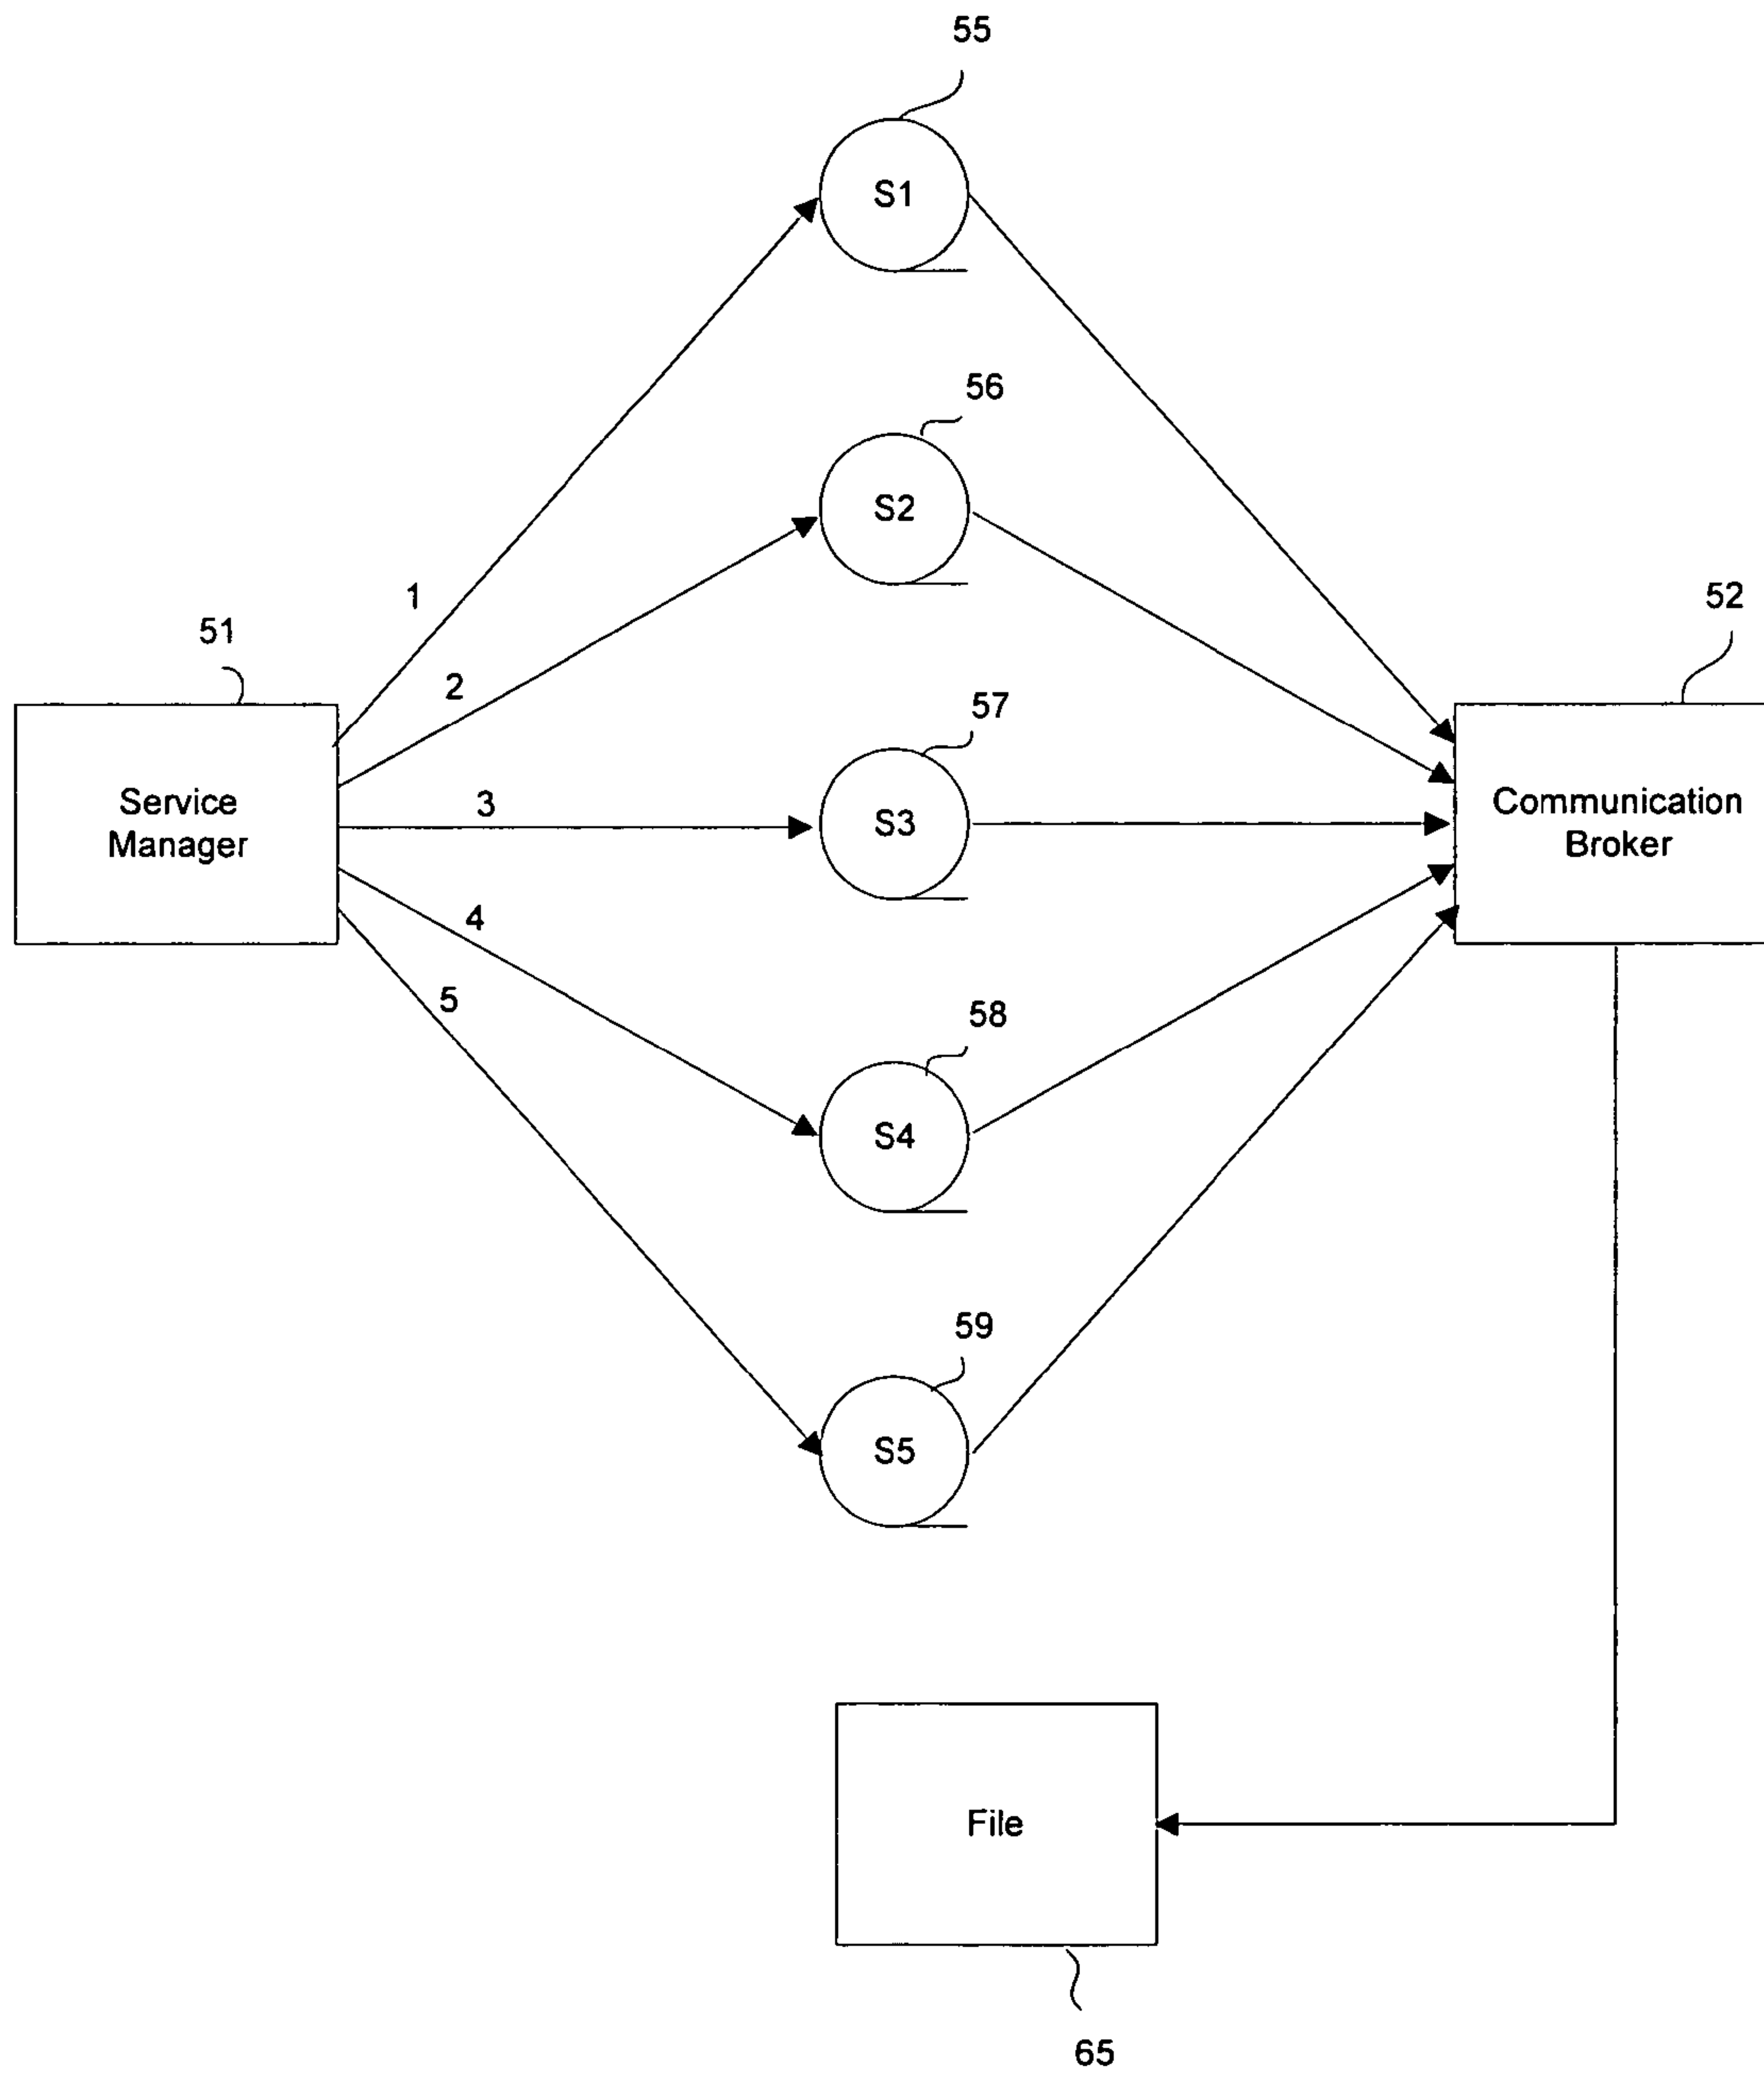 55
S1
56
S2
1
51
52
2
57
Service
Manager
3
S3
Communication
Broker
4
5
58
S4
59
S5
File
65